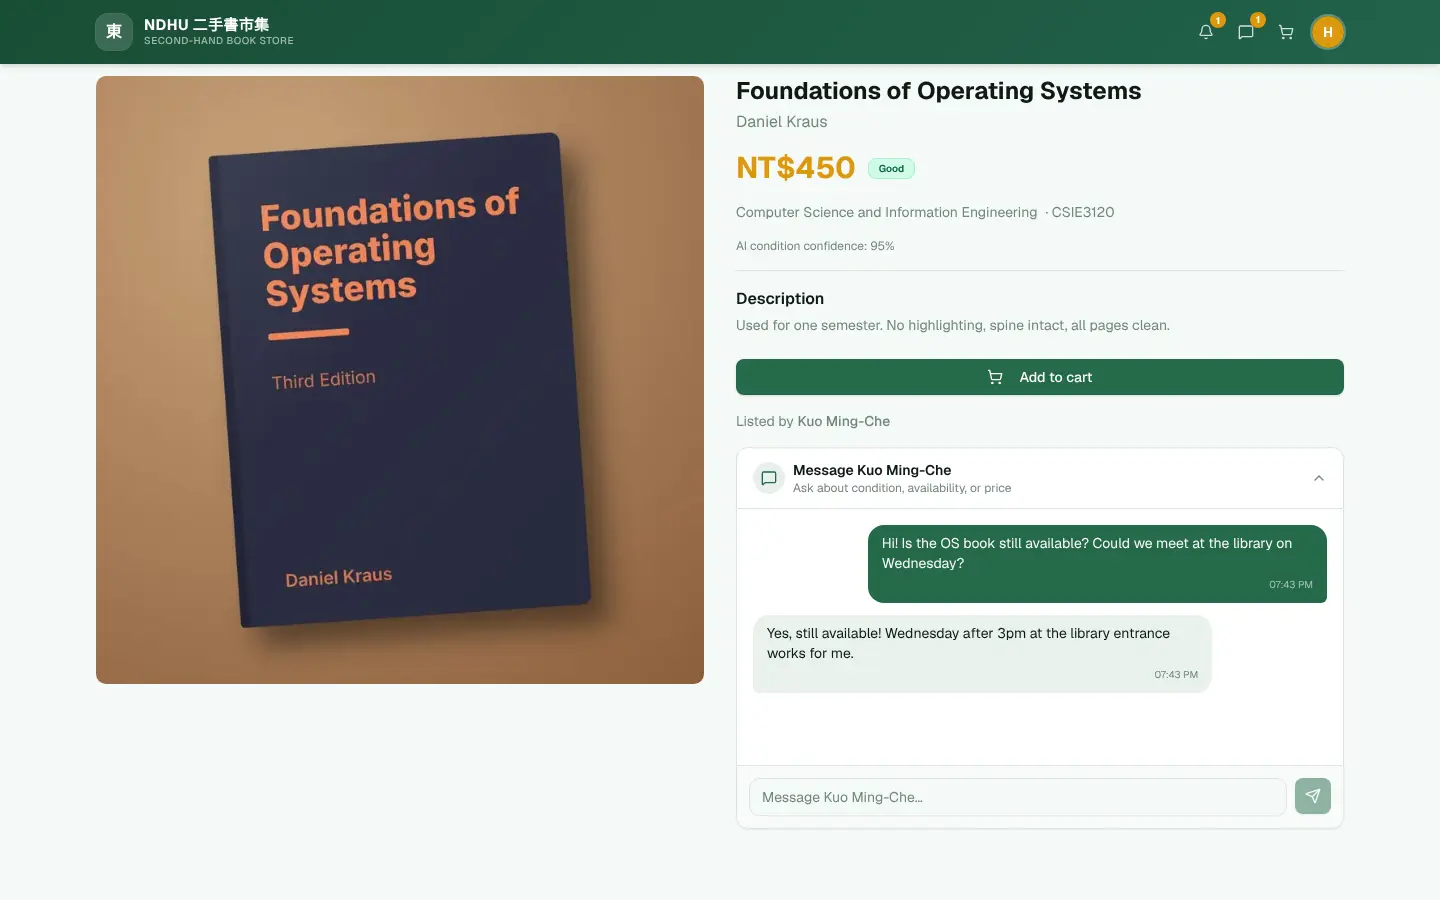 東
NDHU 二手書市集
SECOND-HAND BOOK STORE
1
1
H
Foundations of
Operating
Systems
Third Edition
Daniel Kraus
Foundations of Operating Systems
Daniel Kraus
NT$450
Good
Computer Science and Information Engineering · CSIE3120
AI condition confidence: 95%
Description
Used for one semester. No highlighting, spine intact, all pages clean.
Add to cart
Listed by Kuo Ming-Che
Message Kuo Ming-Che
Ask about condition, availability, or price
Hi! Is the OS book still available? Could we meet at the library on
Wednesday?
07:43 PM
Yes, still available! Wednesday after 3pm at the library entrance
works for me.
07:43 PM
Message Kuo Ming-Che...